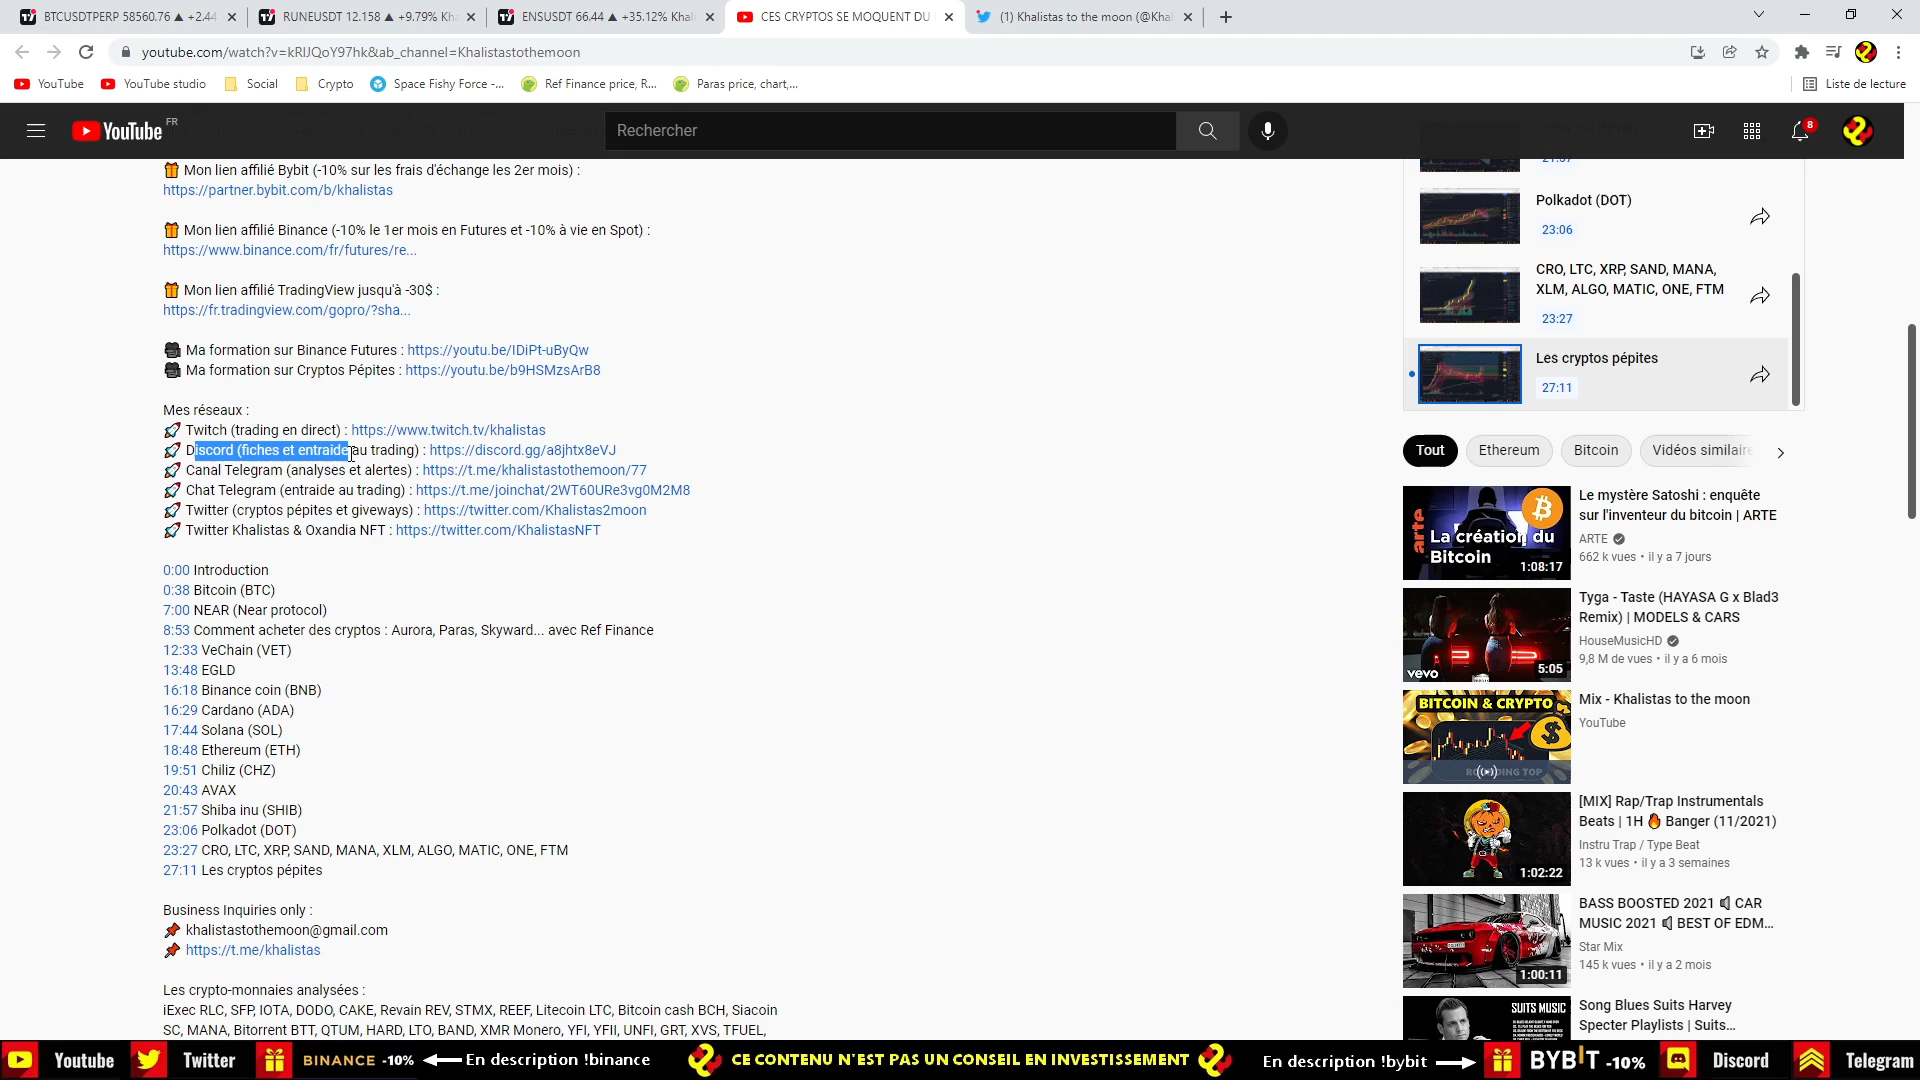 BTCUSDTPERP 58560.76 ▲ +2.44
RUNEUSDT 12.158 ▲ +9.79% Kha
ENSUSDT 66.44 ▲ +35.12% Khali
CES CRYPTOS SE MOQUENT DU
(1) Khalistas to the moon (@Khal
youtube.com/watch?v=kRlJQoY97hk&ab_channel=Khalistastothemoon
YouTube
YouTube studio
Social
Crypto
Space Fishy Force -...
Ref Finance price, R...
Paras price, chart,...
Liste de lecture
YouTube FR
Rechercher
8
🎁 Mon lien affilié Bybit (-10% sur les frais d'échange les 2er mois) :
https://partner.bybit.com/b/khalistas
🎁 Mon lien affilié Binance (-10% le 1er mois en Futures et -10% à vie en Spot) :
https://www.binance.com/fr/futures/re...
🎁 Mon lien affilié TradingView jusqu'à -30$ :
https://fr.tradingview.com/gopro/?sha...
🎥 Ma formation sur Binance Futures : https://youtu.be/IDiPt-uByQw
🎥 Ma formation sur Cryptos Pépites : https://youtu.be/b9HSMzsArB8
Mes réseaux :
🚀 Twitch (trading en direct) : https://www.twitch.tv/khalistas
🚀 Discord (fiches et entraide au trading) : https://discord.gg/a8jhtx8eVJ
🚀 Canal Telegram (analyses et alertes) : https://t.me/khalistastothemoon/77
🚀 Chat Telegram (entraide au trading) : https://t.me/joinchat/2WT60URe3vg0M2M8
🚀 Twitter (cryptos pépites et giveways) : https://twitter.com/Khalistas2moon
🚀 Twitter Khalistas & Oxandia NFT : https://twitter.com/KhalistasNFT
0:00 Introduction
0:38 Bitcoin (BTC)
7:00 NEAR (Near protocol)
8:53 Comment acheter des cryptos : Aurora, Paras, Skyward... avec Ref Finance
12:33 VeChain (VET)
13:48 EGLD
16:18 Binance coin (BNB)
16:29 Cardano (ADA)
17:44 Solana (SOL)
18:48 Ethereum (ETH)
19:51 Chiliz (CHZ)
20:43 AVAX
21:57 Shiba inu (SHIB)
23:06 Polkadot (DOT)
23:27 CRO, LTC, XRP, SAND, MANA, XLM, ALGO, MATIC, ONE, FTM
27:11 Les cryptos pépites
Business Inquiries only :
📌 khalistastothemoon@gmail.com
📌 https://t.me/khalistas
Les crypto-monnaies analysées :
iExec RLC, SFP, IOTA, DODO, CAKE, Revain REV, STMX, REEF, Litecoin LTC, Bitcoin cash BCH, Siacoin
SC, MANA, Bitorrent BTT, QTUM, HARD, LTO, BAND, XMR Monero, YFI, YFII, UNFI, GRT, XVS, TFUEL,
21:57
Polkadot (DOT)
23:06
CRO, LTC, XRP, SAND, MANA,
XLM, ALGO, MATIC, ONE, FTM
23:27
Les cryptos pépites
27:11
Tout
Ethereum
Bitcoin
Vidéos similaire
arte
La création du
Bitcoin
1:08:17
Le mystère Satoshi : enquête
sur l'inventeur du bitcoin | ARTE
ARTE
662 k vues • il y a 7 jours
vevo
5:05
Tyga - Taste (HAYASA G x Blad3
Remix) | MODELS & CARS
HouseMusicHD
9,8 M de vues • il y a 6 mois
BITCOIN & CRYPTO
Mix - Khalistas to the moon
YouTube
1:02:22
[MIX] Rap/Trap Instrumentals
Beats | 1H 🔥 Banger (11/2021)
Instru Trap / Type Beat
13 k vues • il y a 3 semaines
1:00:11
BASS BOOSTED 2021 🔈 CAR
MUSIC 2021 🔈 BEST OF EDM...
Star Mix
145 k vues • il y a 2 mois
SUITS MUSIC
Song Blues Suits Harvey
Specter Playlists | Suits...
Youtube
Twitter
BINANCE -10%
En description !binance
CE CONTENU N'EST PAS UN CONSEIL EN INVESTISSEMENT
En description !bybit
BYBIT -10%
Discord
Telegram